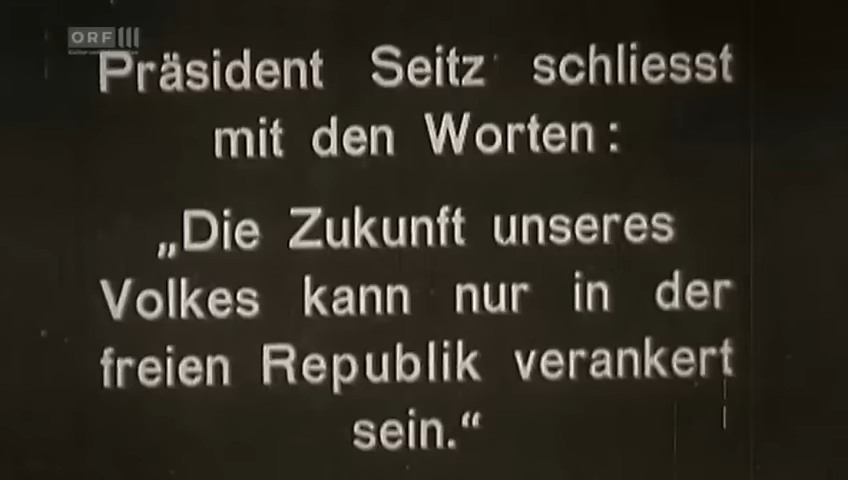 ORF III
Präsident Seitz schliesst
mit den Worten:
„Die Zukunft unseres
Volkes kann nur in der
freien Republik verankert
sein.“